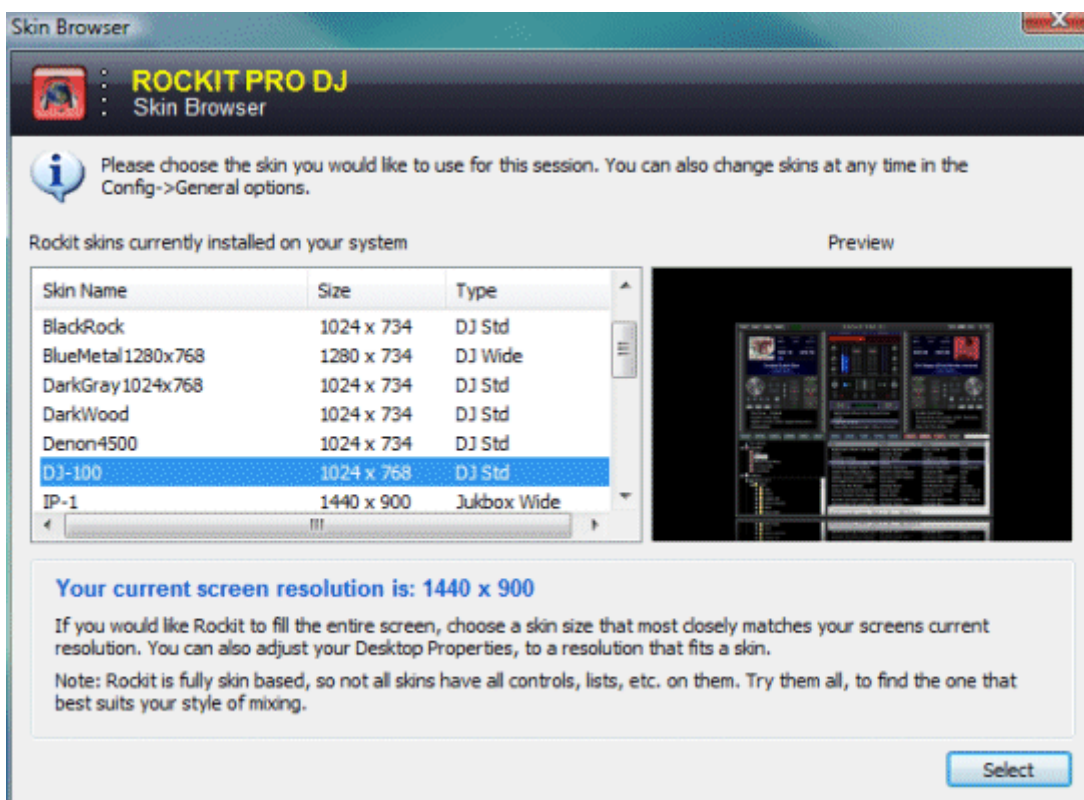 Skin Browser
ROCKIT PRO DJ
Skin Browser
Please choose the skin you would like to use for this session. You can also change skins at any time in the
Config->General options.
Rockit skins currently installed on your system
Preview
Skin Name Size Type
BlackRock 1024 x 734 DJ Std
BlueMetal1280x768 1280 x 734 DJ Wide
DarkGray1024x768 1024 x 734 DJ Std
DarkWood 1024 x 734 DJ Std
Denon4500 1024 x 734 DJ Std
DJ-100 1024 x 768 DJ Std
IP-1 1440 x 900 Jukbox Wide
Your current screen resolution is: 1440 x 900
If you would like Rockit to fill the entire screen, choose a skin size that most closely matches your screens current
resolution. You can also adjust your Desktop Properties, to a resolution that fits a skin.
Note: Rockit is fully skin based, so not all skins have all controls, lists, etc. on them. Try them all, to find the one that
best suits your style of mixing.
Select